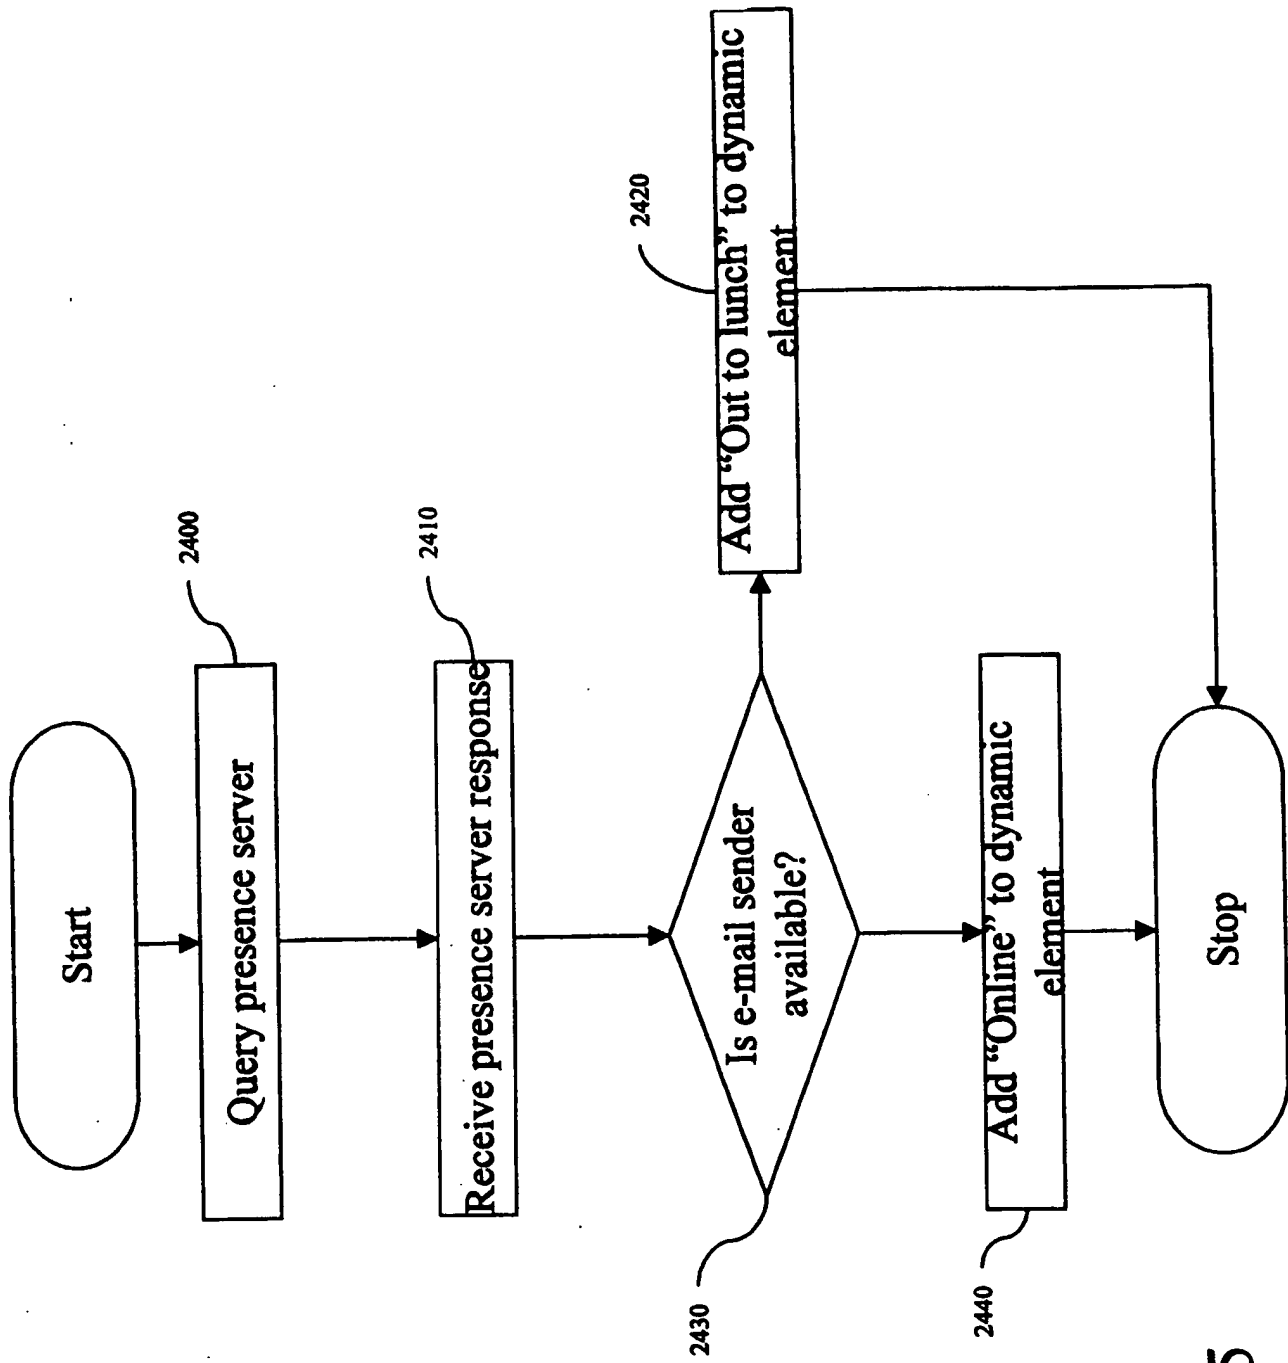 Start
2400
Query presence server
2410
Receive presence server response
2430
Is e-mail sender
available?
2420
Add “Out to lunch” to dynamic
element
2440
Add “Online” to dynamic
element
Stop
5